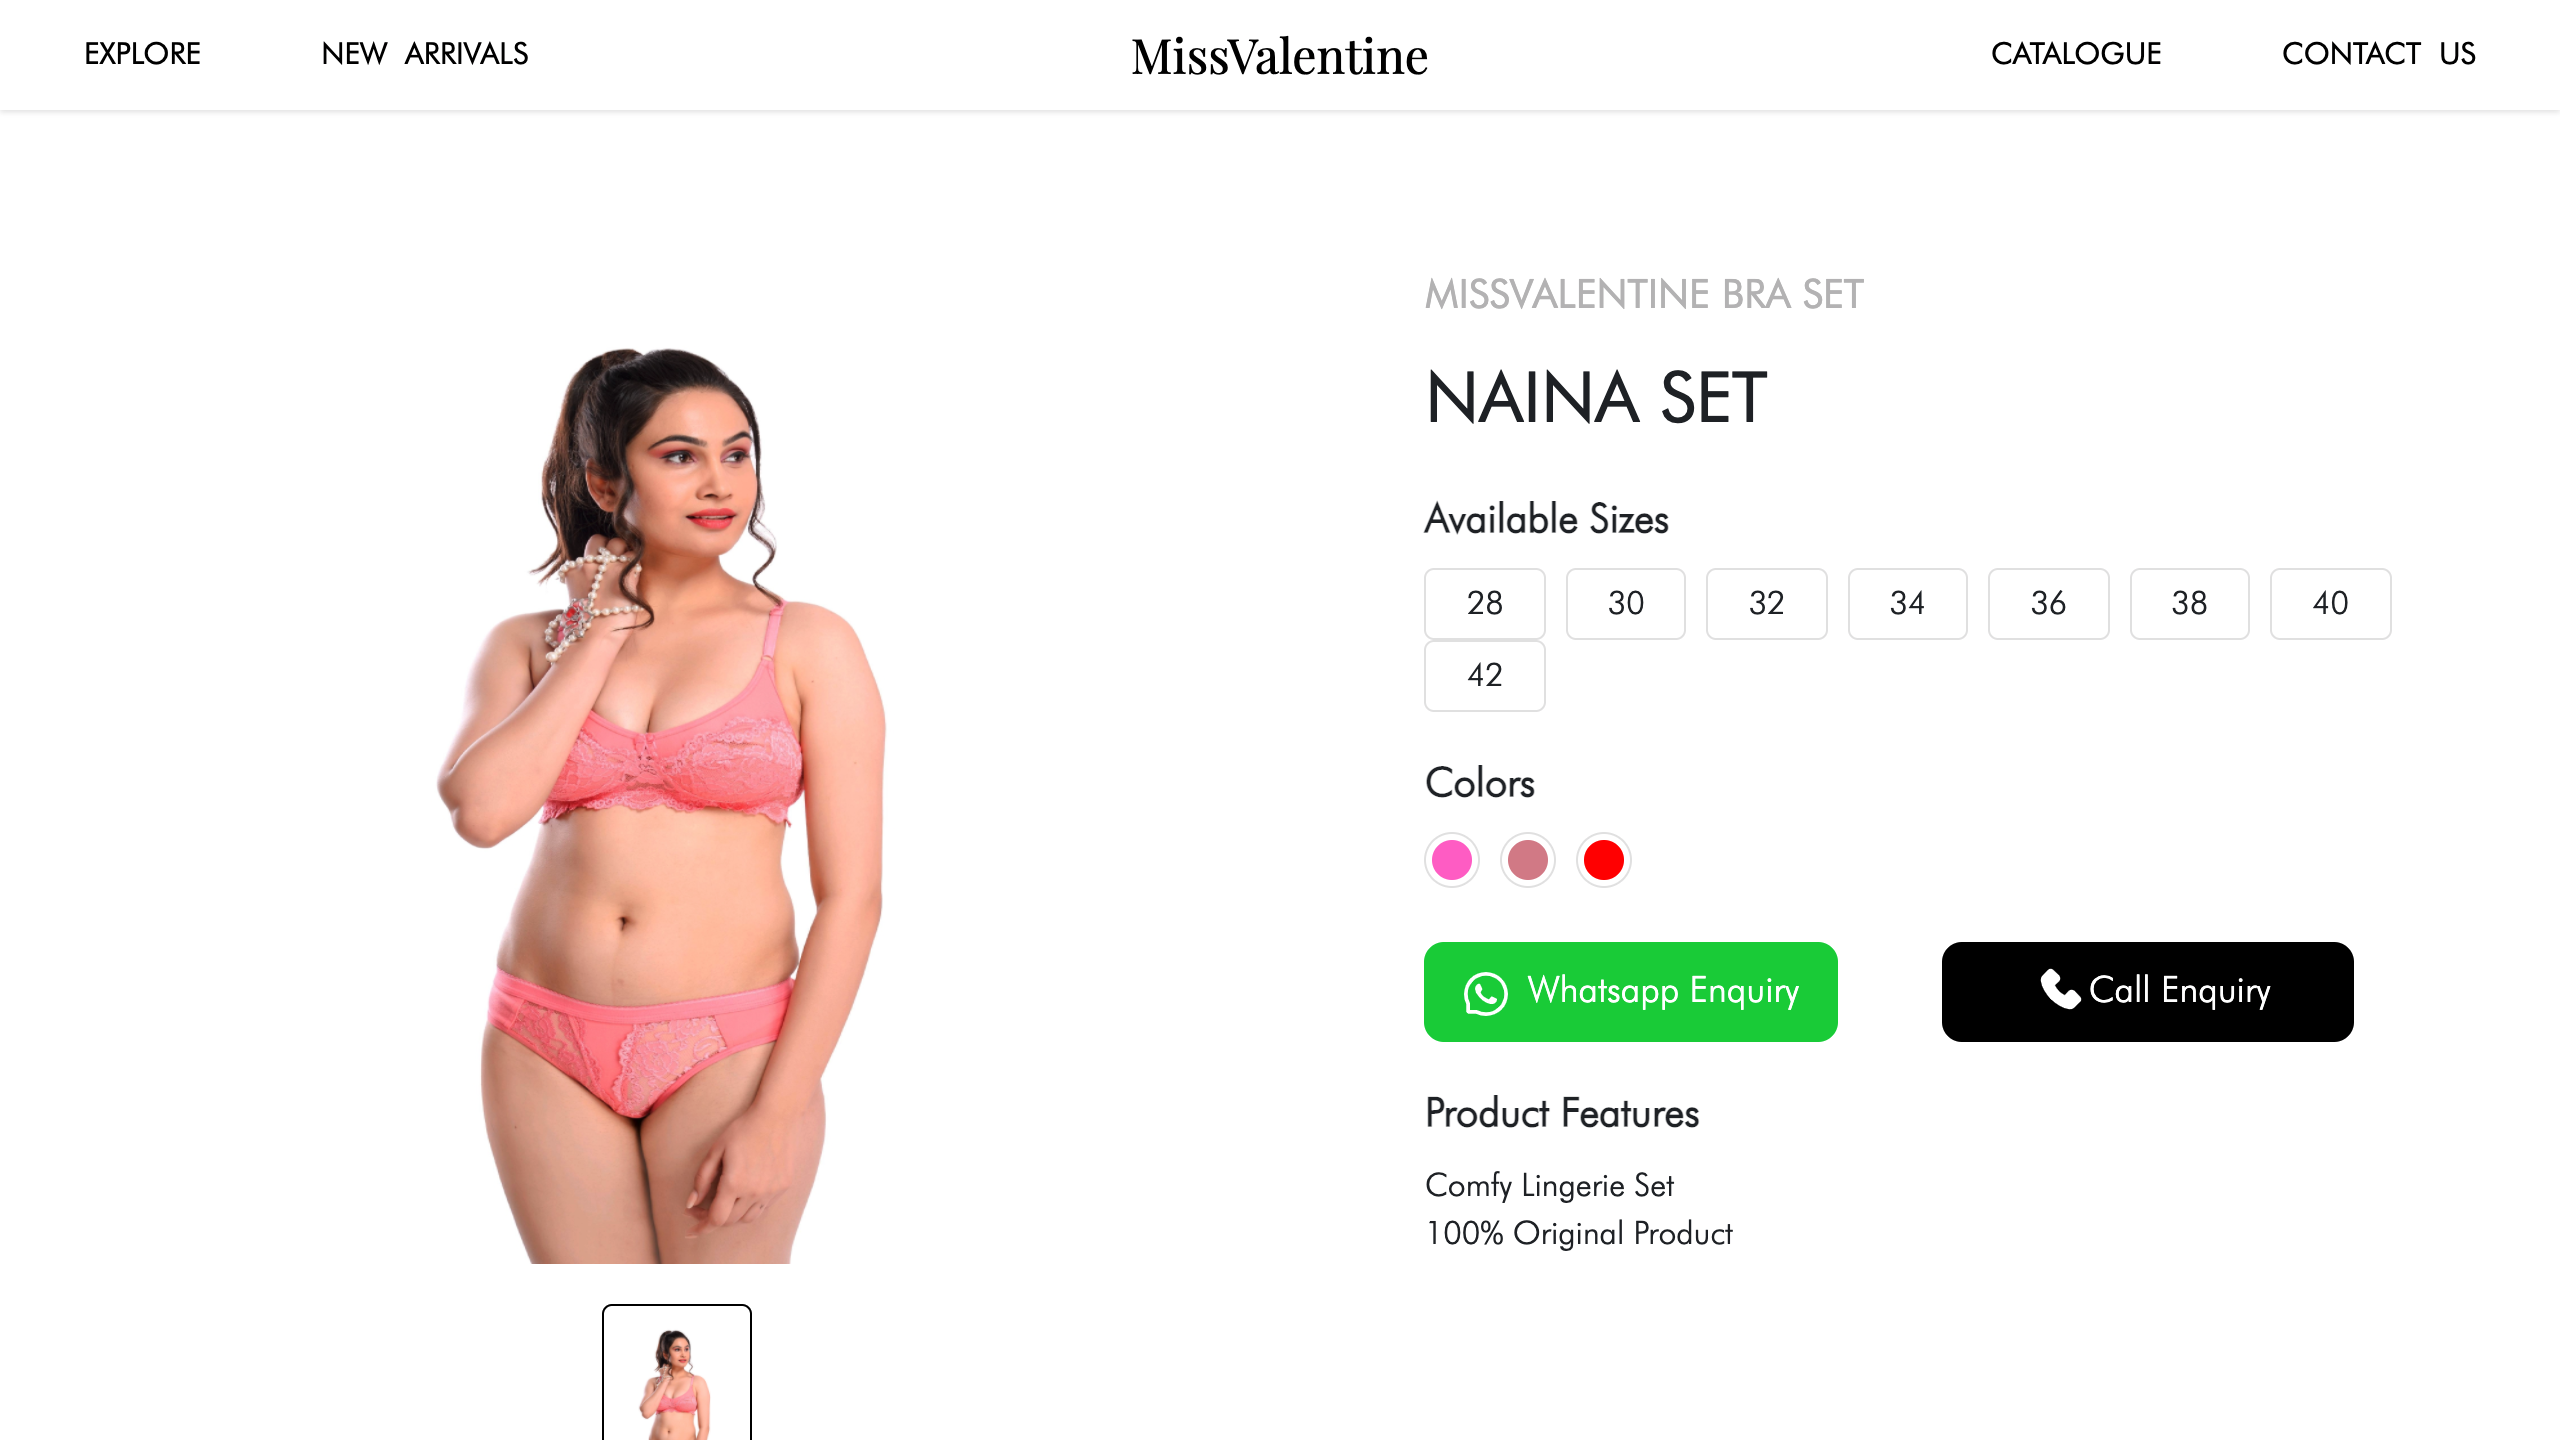 EXPLORE
NEW ARRIVALS
MissValentine
CATALOGUE
CONTACT US
MISSVALENTINE BRA SET
NAINA SET
Available Sizes
28 30 32 34 36 38 40
42
Colors
Whatsapp Enquiry
Call Enquiry
Product Features
Comfy Lingerie Set
100% Original Product